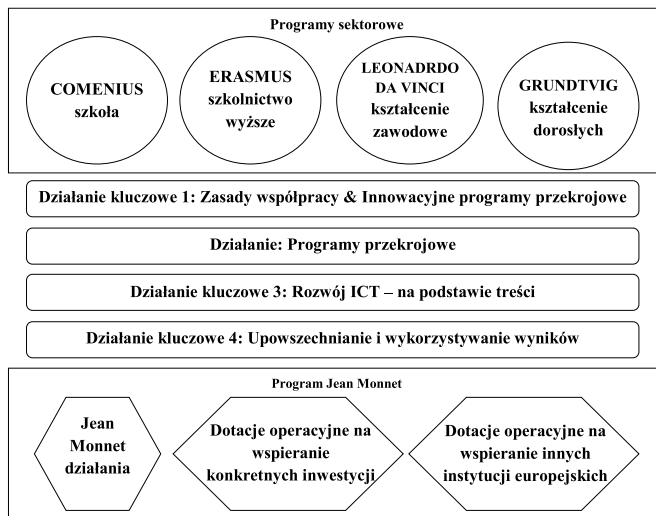 Programy sektorowe
COMENIUS
szkoła
ERASMUS
szkolnictwo
wyższe
LEONADRDO
DA VINCI
kształcenie
zawodowe
GRUNDTVIG
kształcenie
dorosłych
Działanie kluczowe 1: Zasady współpracy & Innowacyjne programy przekrojowe
Działanie: Programy przekrojowe
Działanie kluczowe 3: Rozwój ICT – na podstawie treści
Działanie kluczowe 4: Upowszechnianie i wykorzystywanie wyników
Program Jean Monnet
Jean
Monnet
działania
Dotacje operacyjne na
wspieranie
konkretnych inwestycji
Dotacje operacyjne na
wspieranie innych
instytucji europejskich